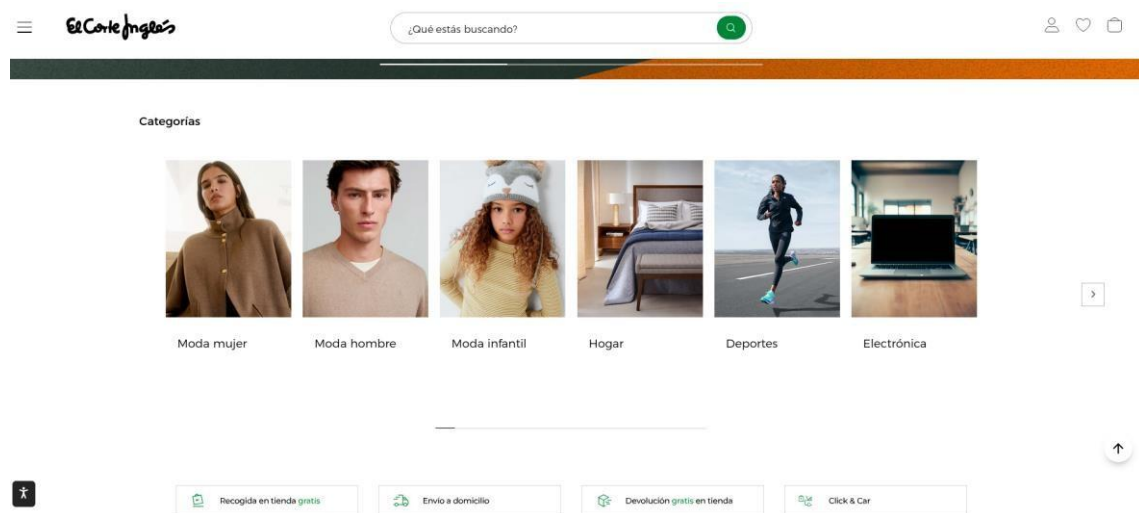 El Corte Inglés
¿Qué estás buscando?
Categorías
Moda mujer
Moda hombre
Moda infantil
Hogar
Deportes
Electrónica
Recogida en tienda gratis
Envío a domicilio
Devolución gratis en tienda
Click & Car